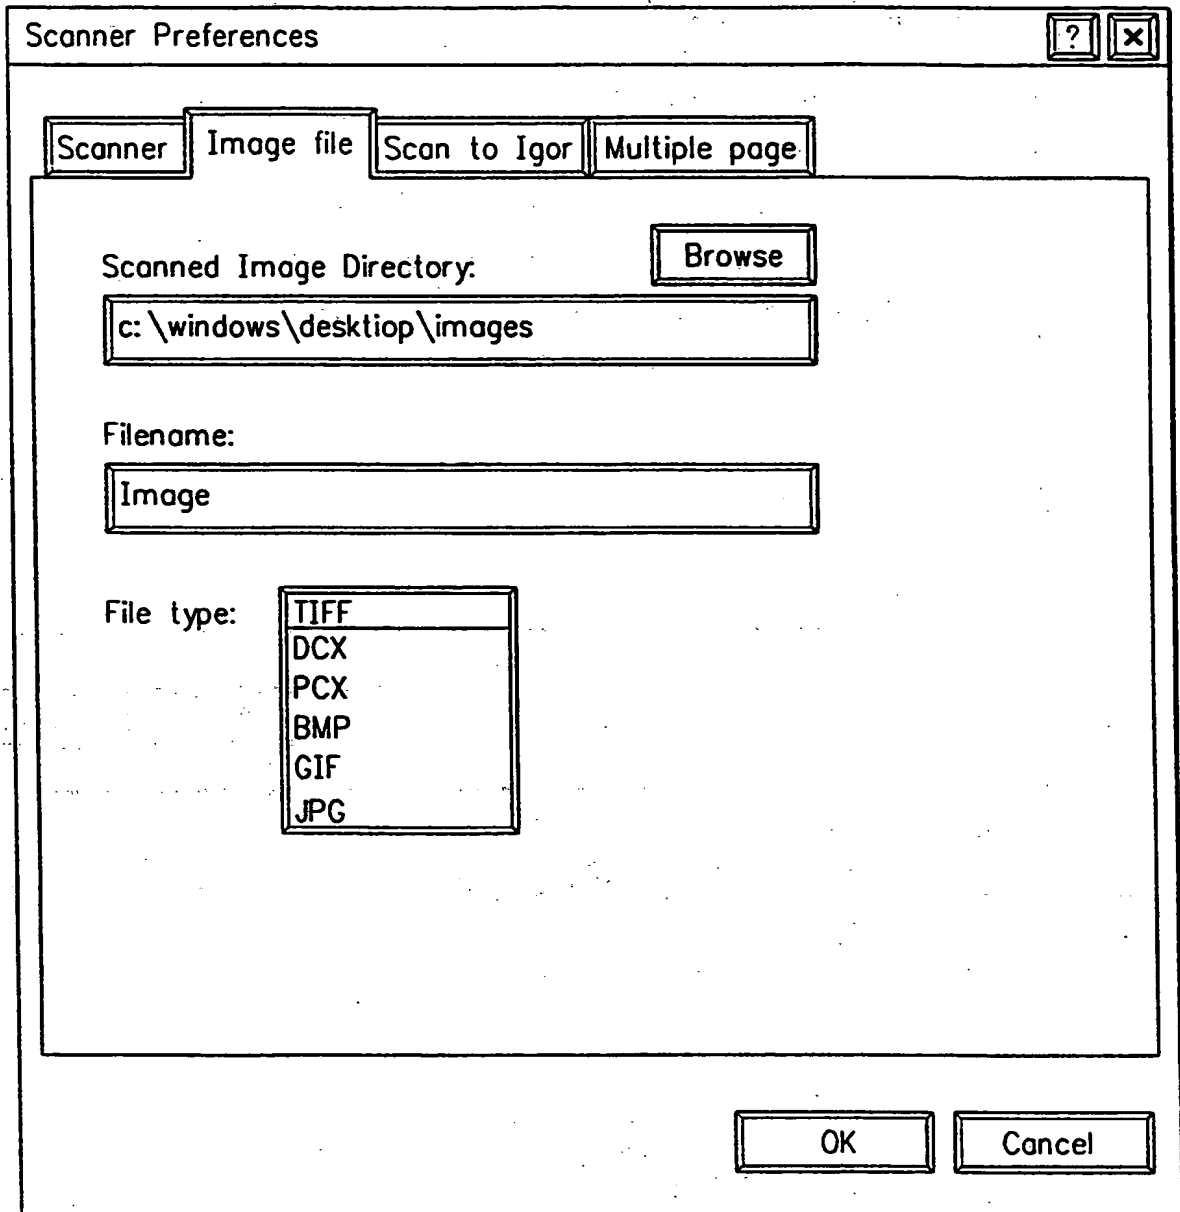 Scanner Preferences ? ×
Scanner Image file Scan to Igor Multiple page
Browse
Scanned Image Directory:
c:\windows\desktiop\images
Filename:
Image
File type: TIFF
DCX
PCX
BMP
GIF
JPG
OK Cancel